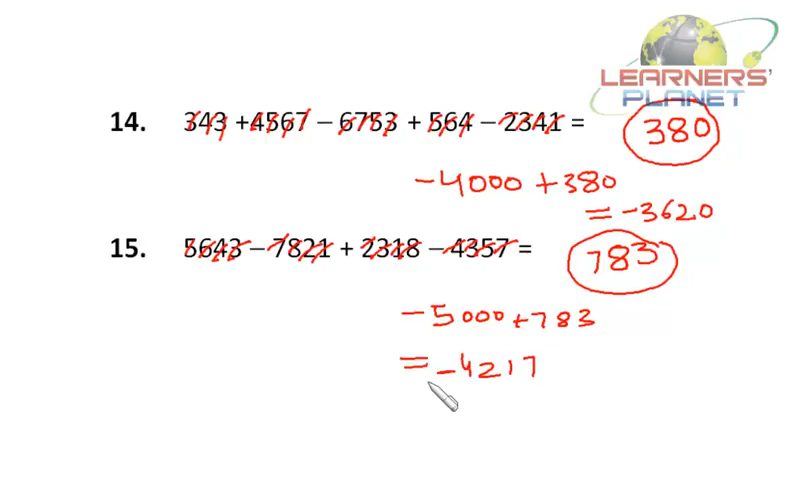 LEARNERS'
PLANET
14. 343 +4567 – 6753 + 564 – 2341 = 380
-4000 +380
= -3620
15. 5643 – 7821 + 2318 – 4357 = 783
-5000+783
= -4217